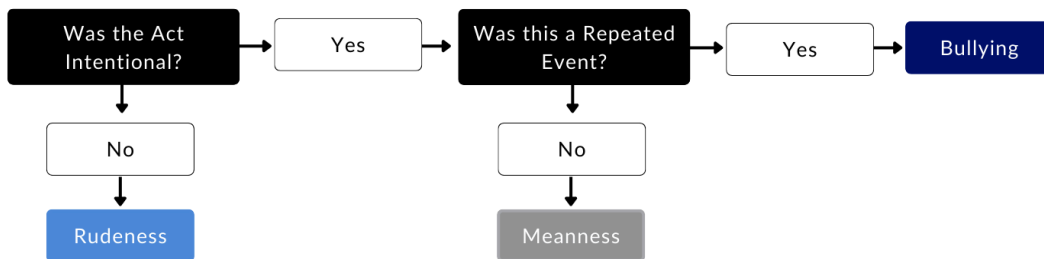 Was the Act
Intentional?
Yes
Was this a Repeated
Event?
Yes
Bullying
No
No
Rudeness
Meanness